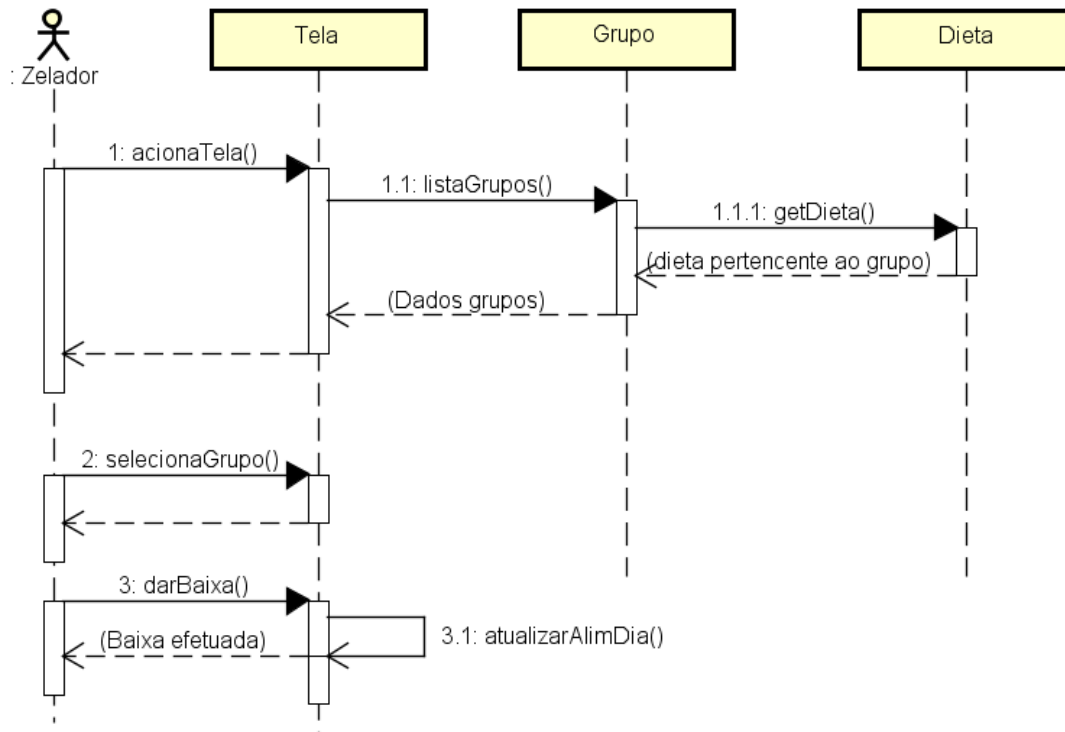 : Zelador
Tela
Grupo
Dieta
1: acionaTela()
1.1: listaGrupos()
1.1.1: getDieta()
(dieta pertencente ao grupo)
(Dados grupos)
2: selecionaGrupo()
3: darBaixa()
3.1: atualizarAlimDia()
(Baixa efetuada)